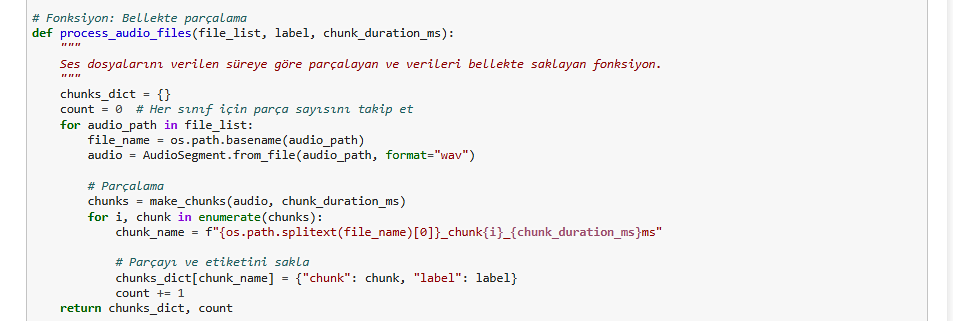 # Fonksiyon: Bellekte parçalama
def process_audio_files(file_list, label, chunk_duration_ms):
    """
    Ses dosyalarını verilen süreye göre parçalayan ve verileri bellekte saklayan fonksiyon.
    """
    chunks_dict = {}
    count = 0  # Her sınıf için parça sayısını takip et
    for audio_path in file_list:
        file_name = os.path.basename(audio_path)
        audio = AudioSegment.from_file(audio_path, format="wav")

        # Parçalama
        chunks = make_chunks(audio, chunk_duration_ms)
        for i, chunk in enumerate(chunks):
            chunk_name = f"{os.path.splitext(file_name)[0]}_chunk{i}_{chunk_duration_ms}ms"

            # Parçayı ve etiketini sakla
            chunks_dict[chunk_name] = {"chunk": chunk, "label": label}
            count += 1
    return chunks_dict, count